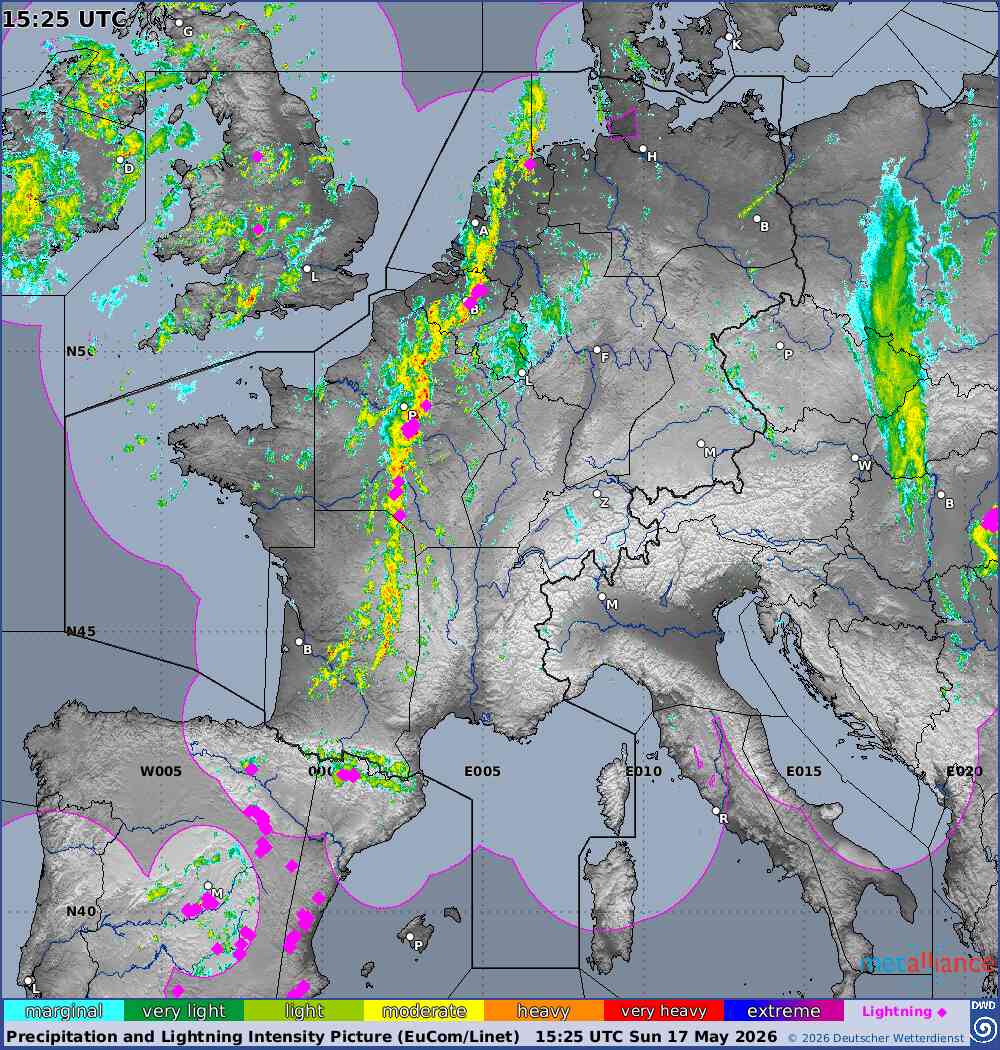 15:25 UTC
G
K
D
H
A
B
L
B
N50
F
P
L
P
M
W
Z
B
M
N45
B
W005
000
E005
E010
E015
E020
R
M
N40
P
L
metalliance
marginal very light light moderate heavy very heavy extreme Lightning
DWD
Precipitation and Lightning Intensity Picture (EuCom/Linet) 15:25 UTC Sun 17 May 2026 © 2026 Deutscher Wetterdienst